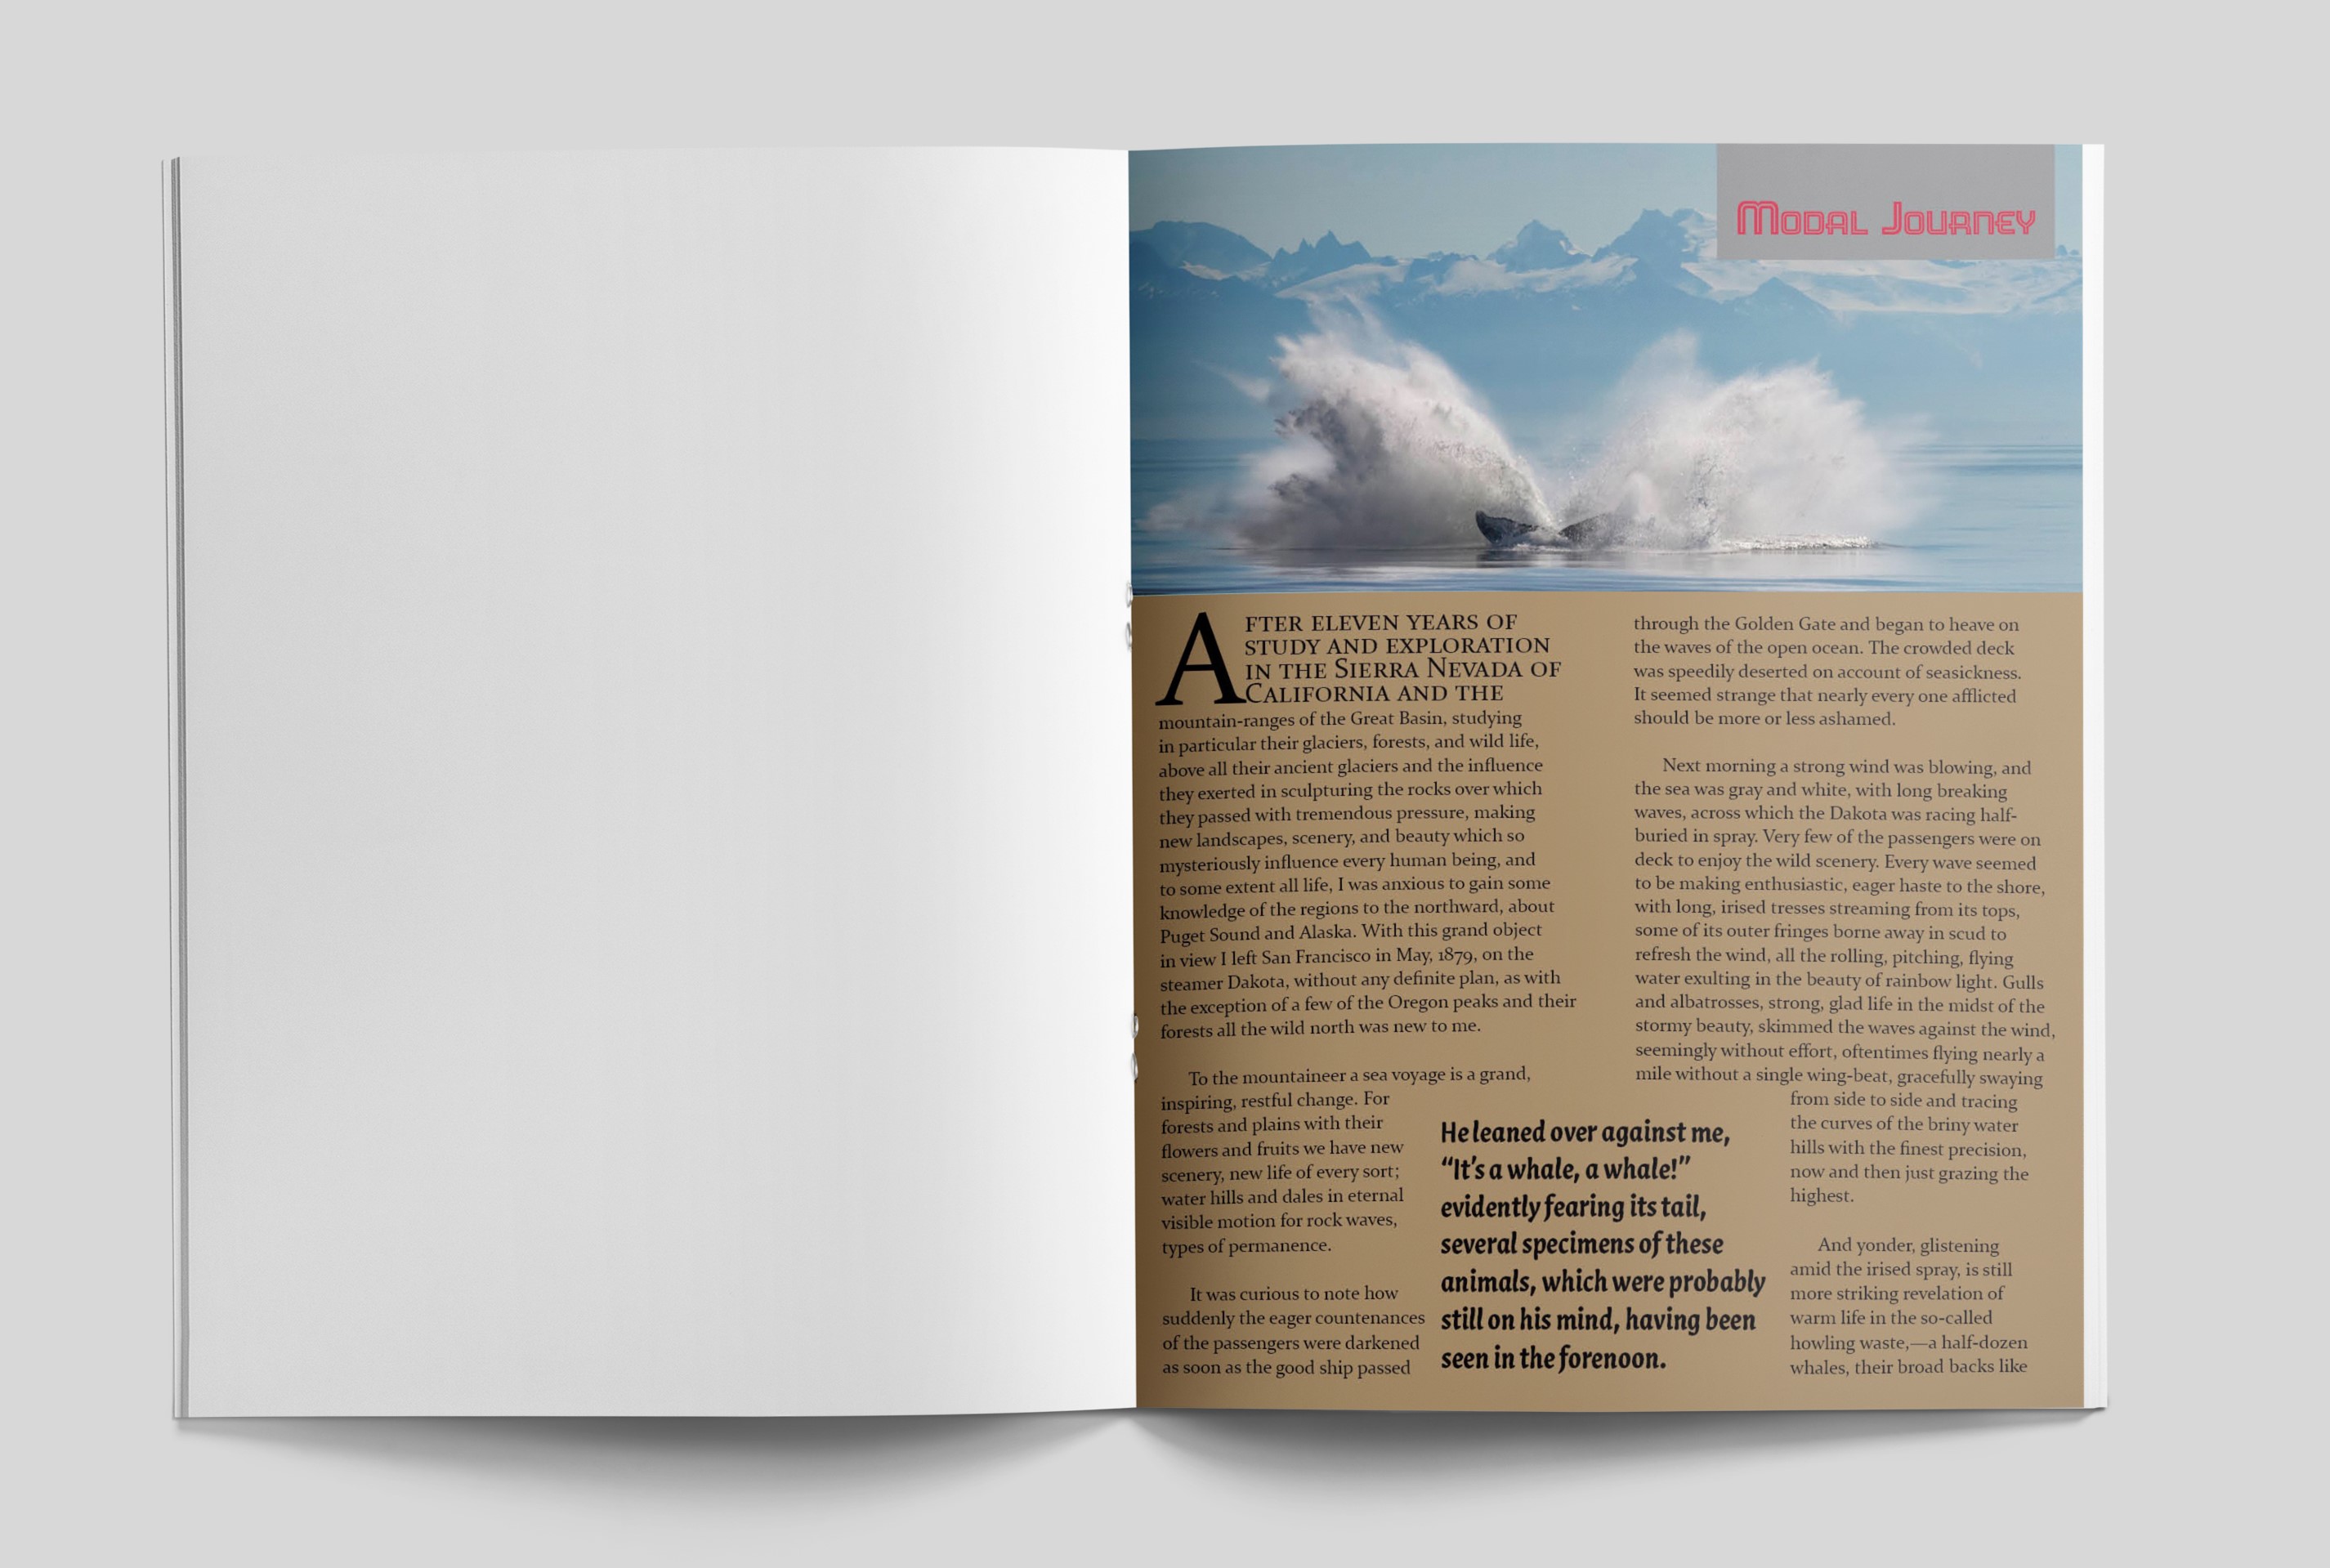 Modal Journey
AFTER ELEVEN YEARS OF
STUDY AND EXPLORATION
IN THE SIERRA NEVADA OF
CALIFORNIA AND THE
mountain-ranges of the Great Basin, studying
in particular their glaciers, forests, and wild life,
above all their ancient glaciers and the influence
they exerted in sculpturing the rocks over which
they passed with tremendous pressure, making
new landscapes, scenery, and beauty which so
mysteriously influence every human being, and
to some extent all life, I was anxious to gain some
knowledge of the regions to the northward, about
Puget Sound and Alaska. With this grand object
in view I left San Francisco in May, 1879, on the
steamer Dakota, without any definite plan, as with
the exception of a few of the Oregon peaks and their
forests all the wild north was new to me.
To the mountaineer a sea voyage is a grand,
inspiring, restful change. For
forests and plains with their
flowers and fruits we have new
scenery, new life of every sort;
water hills and dales in eternal
visible motion for rock waves,
types of permanence.
It was curious to note how
suddenly the eager countenances
of the passengers were darkened
as soon as the good ship passed
through the Golden Gate and began to heave on
the waves of the open ocean. The crowded deck
was speedily deserted on account of seasickness.
It seemed strange that nearly every one afflicted
should be more or less ashamed.
Next morning a strong wind was blowing, and
the sea was gray and white, with long breaking
waves, across which the Dakota was racing half-
buried in spray. Very few of the passengers were on
deck to enjoy the wild scenery. Every wave seemed
to be making enthusiastic, eager haste to the shore,
with long, irised tresses streaming from its tops,
some of its outer fringes borne away in scud to
refresh the wind, all the rolling, pitching, flying
water exulting in the beauty of rainbow light. Gulls
and albatrosses, strong, glad life in the midst of the
stormy beauty, skimmed the waves against the wind,
seemingly without effort, oftentimes flying nearly a
mile without a single wing-beat, gracefully swaying
from side to side and tracing
the curves of the briny water
hills with the finest precision,
now and then just grazing the
highest.
And yonder, glistening
amid the irised spray, is still
more striking revelation of
warm life in the so-called
howling waste,—a half-dozen
whales, their broad backs like
He leaned over against me,
“It’s a whale, a whale!”
evidently fearing its tail,
several specimens of these
animals, which were probably
still on his mind, having been
seen in the forenoon.